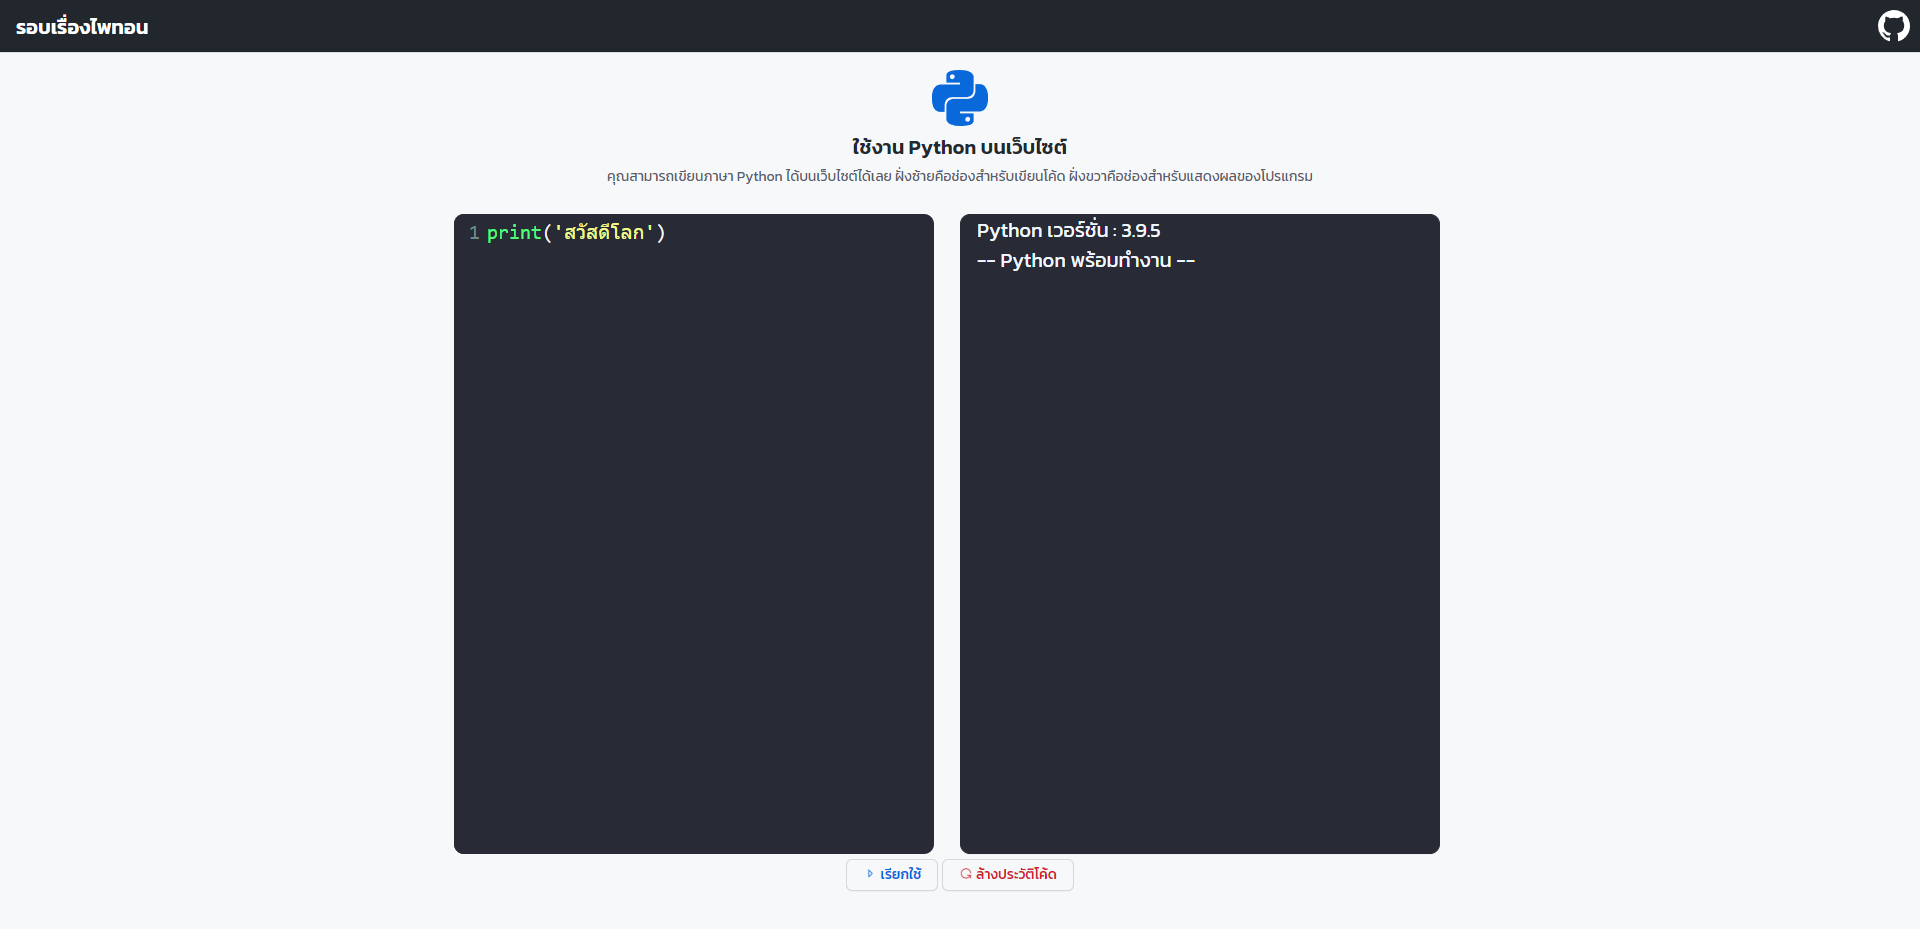 รอบเรื่องไพทอน
ใช้งาน Python บนเว็บไซต์
คุณสามารถเขียนภาษา Python ได้บนเว็บไซต์ได้เลย ฝั่งซ้ายคือช่องสำหรับเขียนโค้ด ฝั่งขวาคือช่องสำหรับแสดงผลของโปรแกรม
1 print('สวัสดีโลก')
Python เวอร์ชั่น : 3.9.5
-- Python พร้อมทำงาน --
เรียกใช้
ล้างประวัติโค้ด